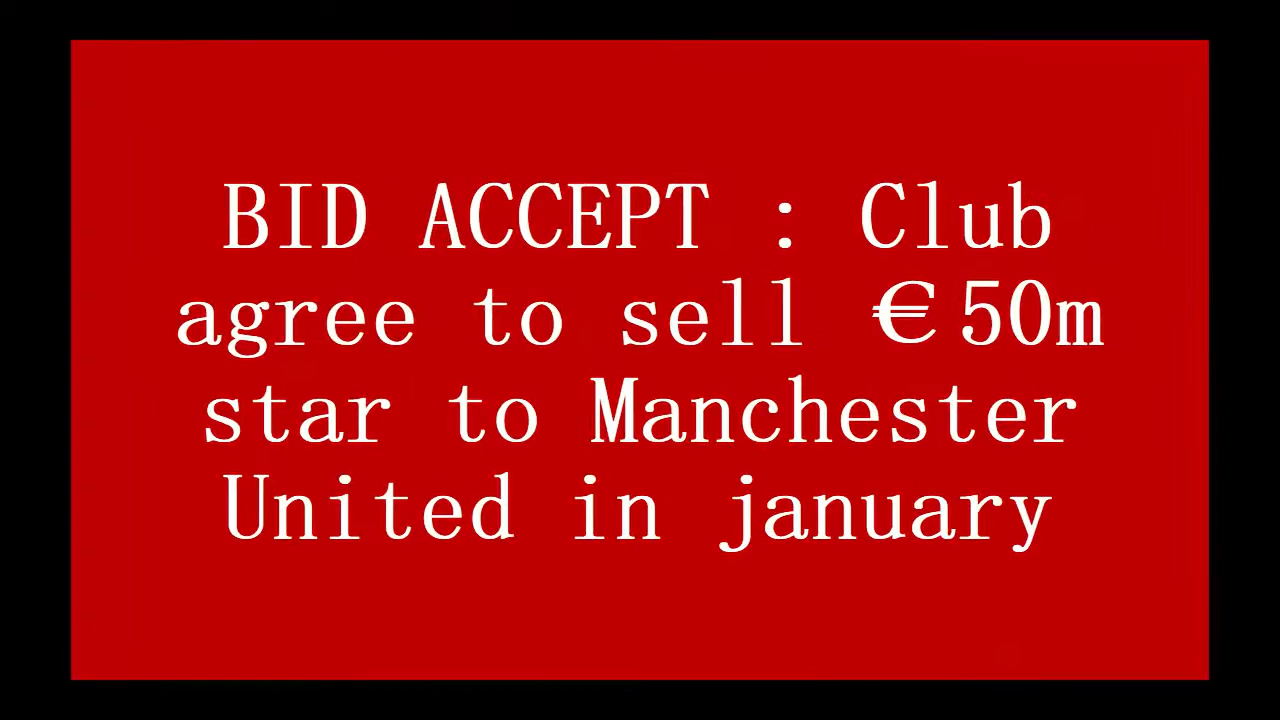 BID ACCEPT : Club
agree to sell €50m
star to Manchester
United in january